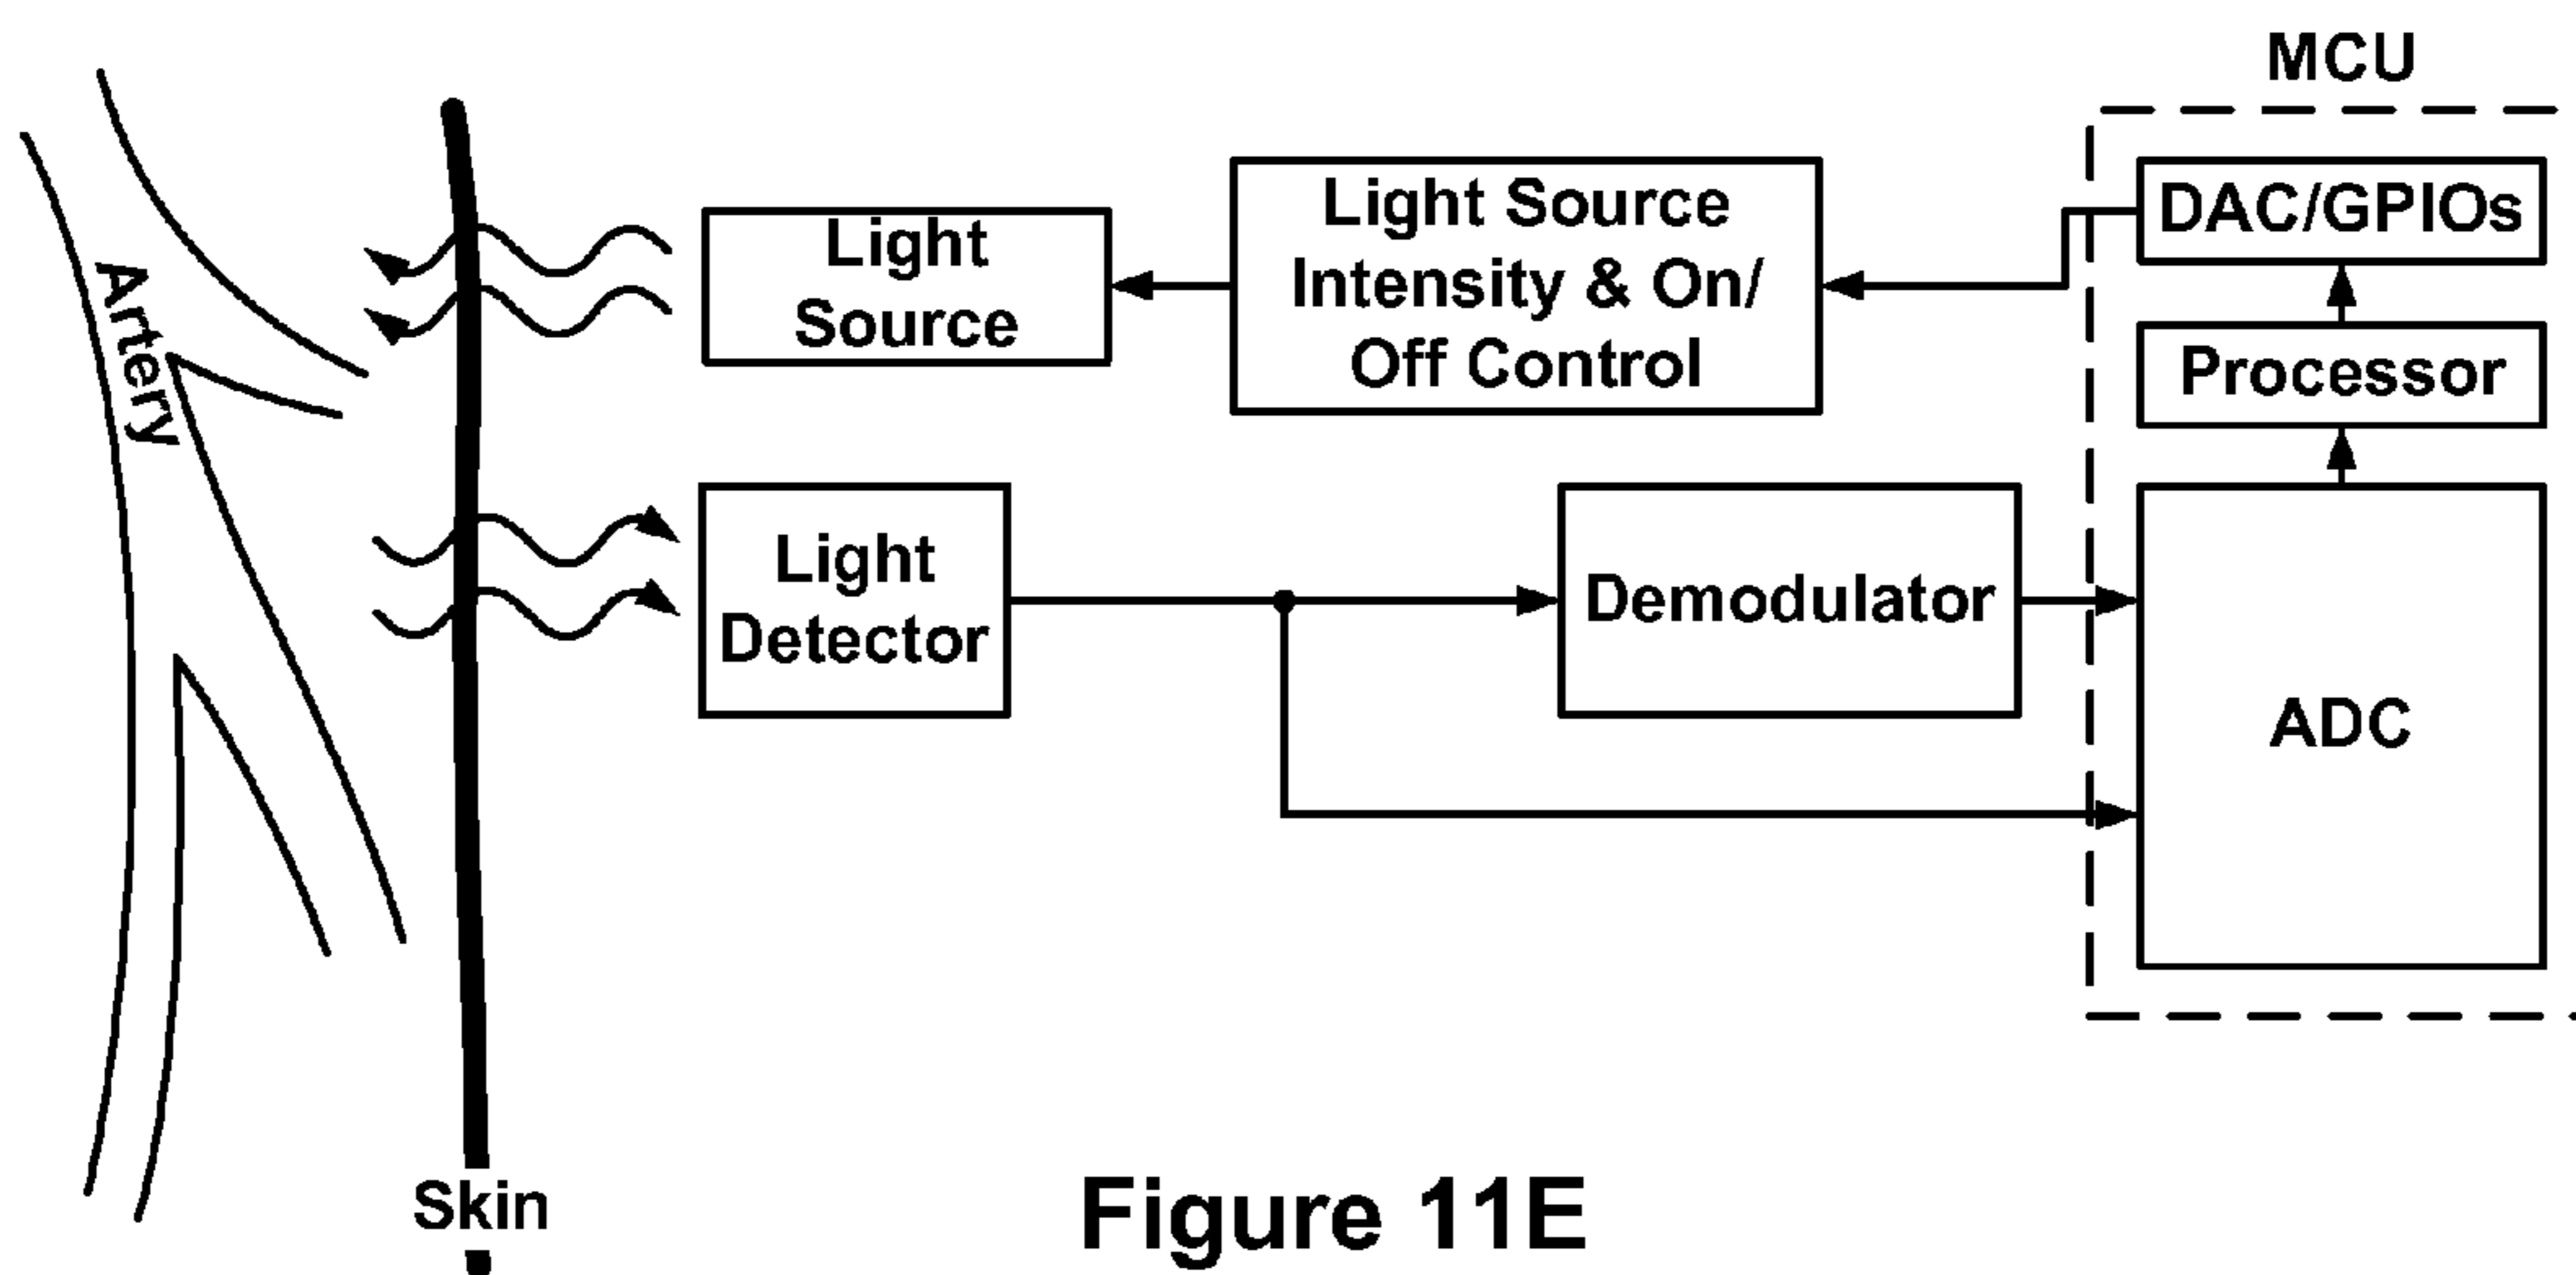 MCU
Light Source
Intensity & On/
Off Control
DAC/GPIOs
Light
Source
Artery
Processor
Light
Detector
Demodulator
ADC
Skin
Figure 11E